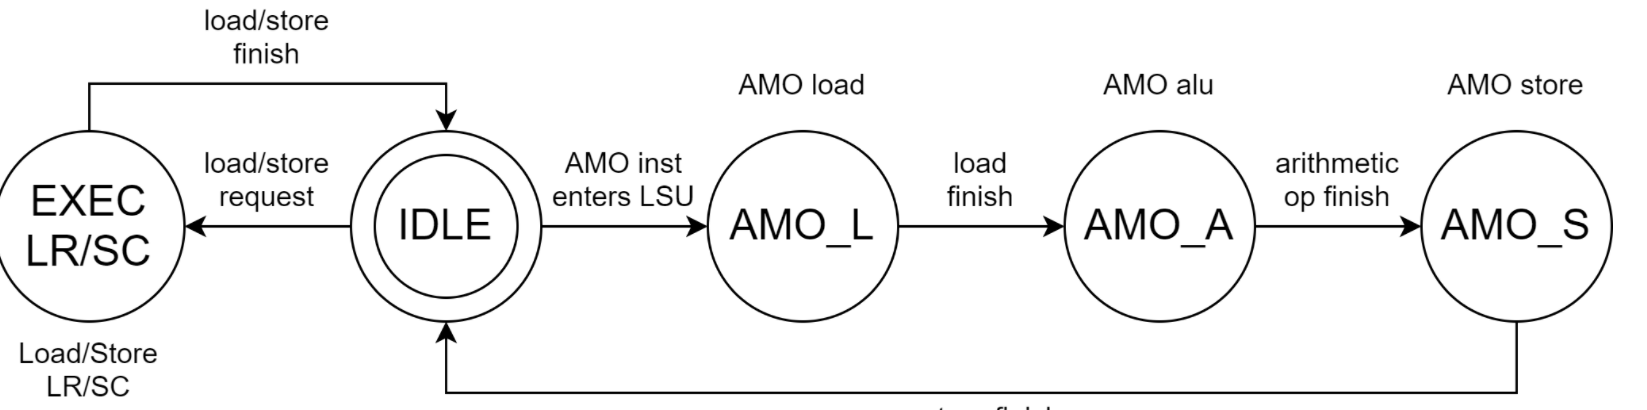 load/store
finish
AMO load
AMO alu
AMO store
load/store
request
AMO inst
enters LSU
load
finish
arithmetic
op finish
EXEC
LR/SC
IDLE
AMO_L
AMO_A
AMO_S
Load/Store
LR/SC